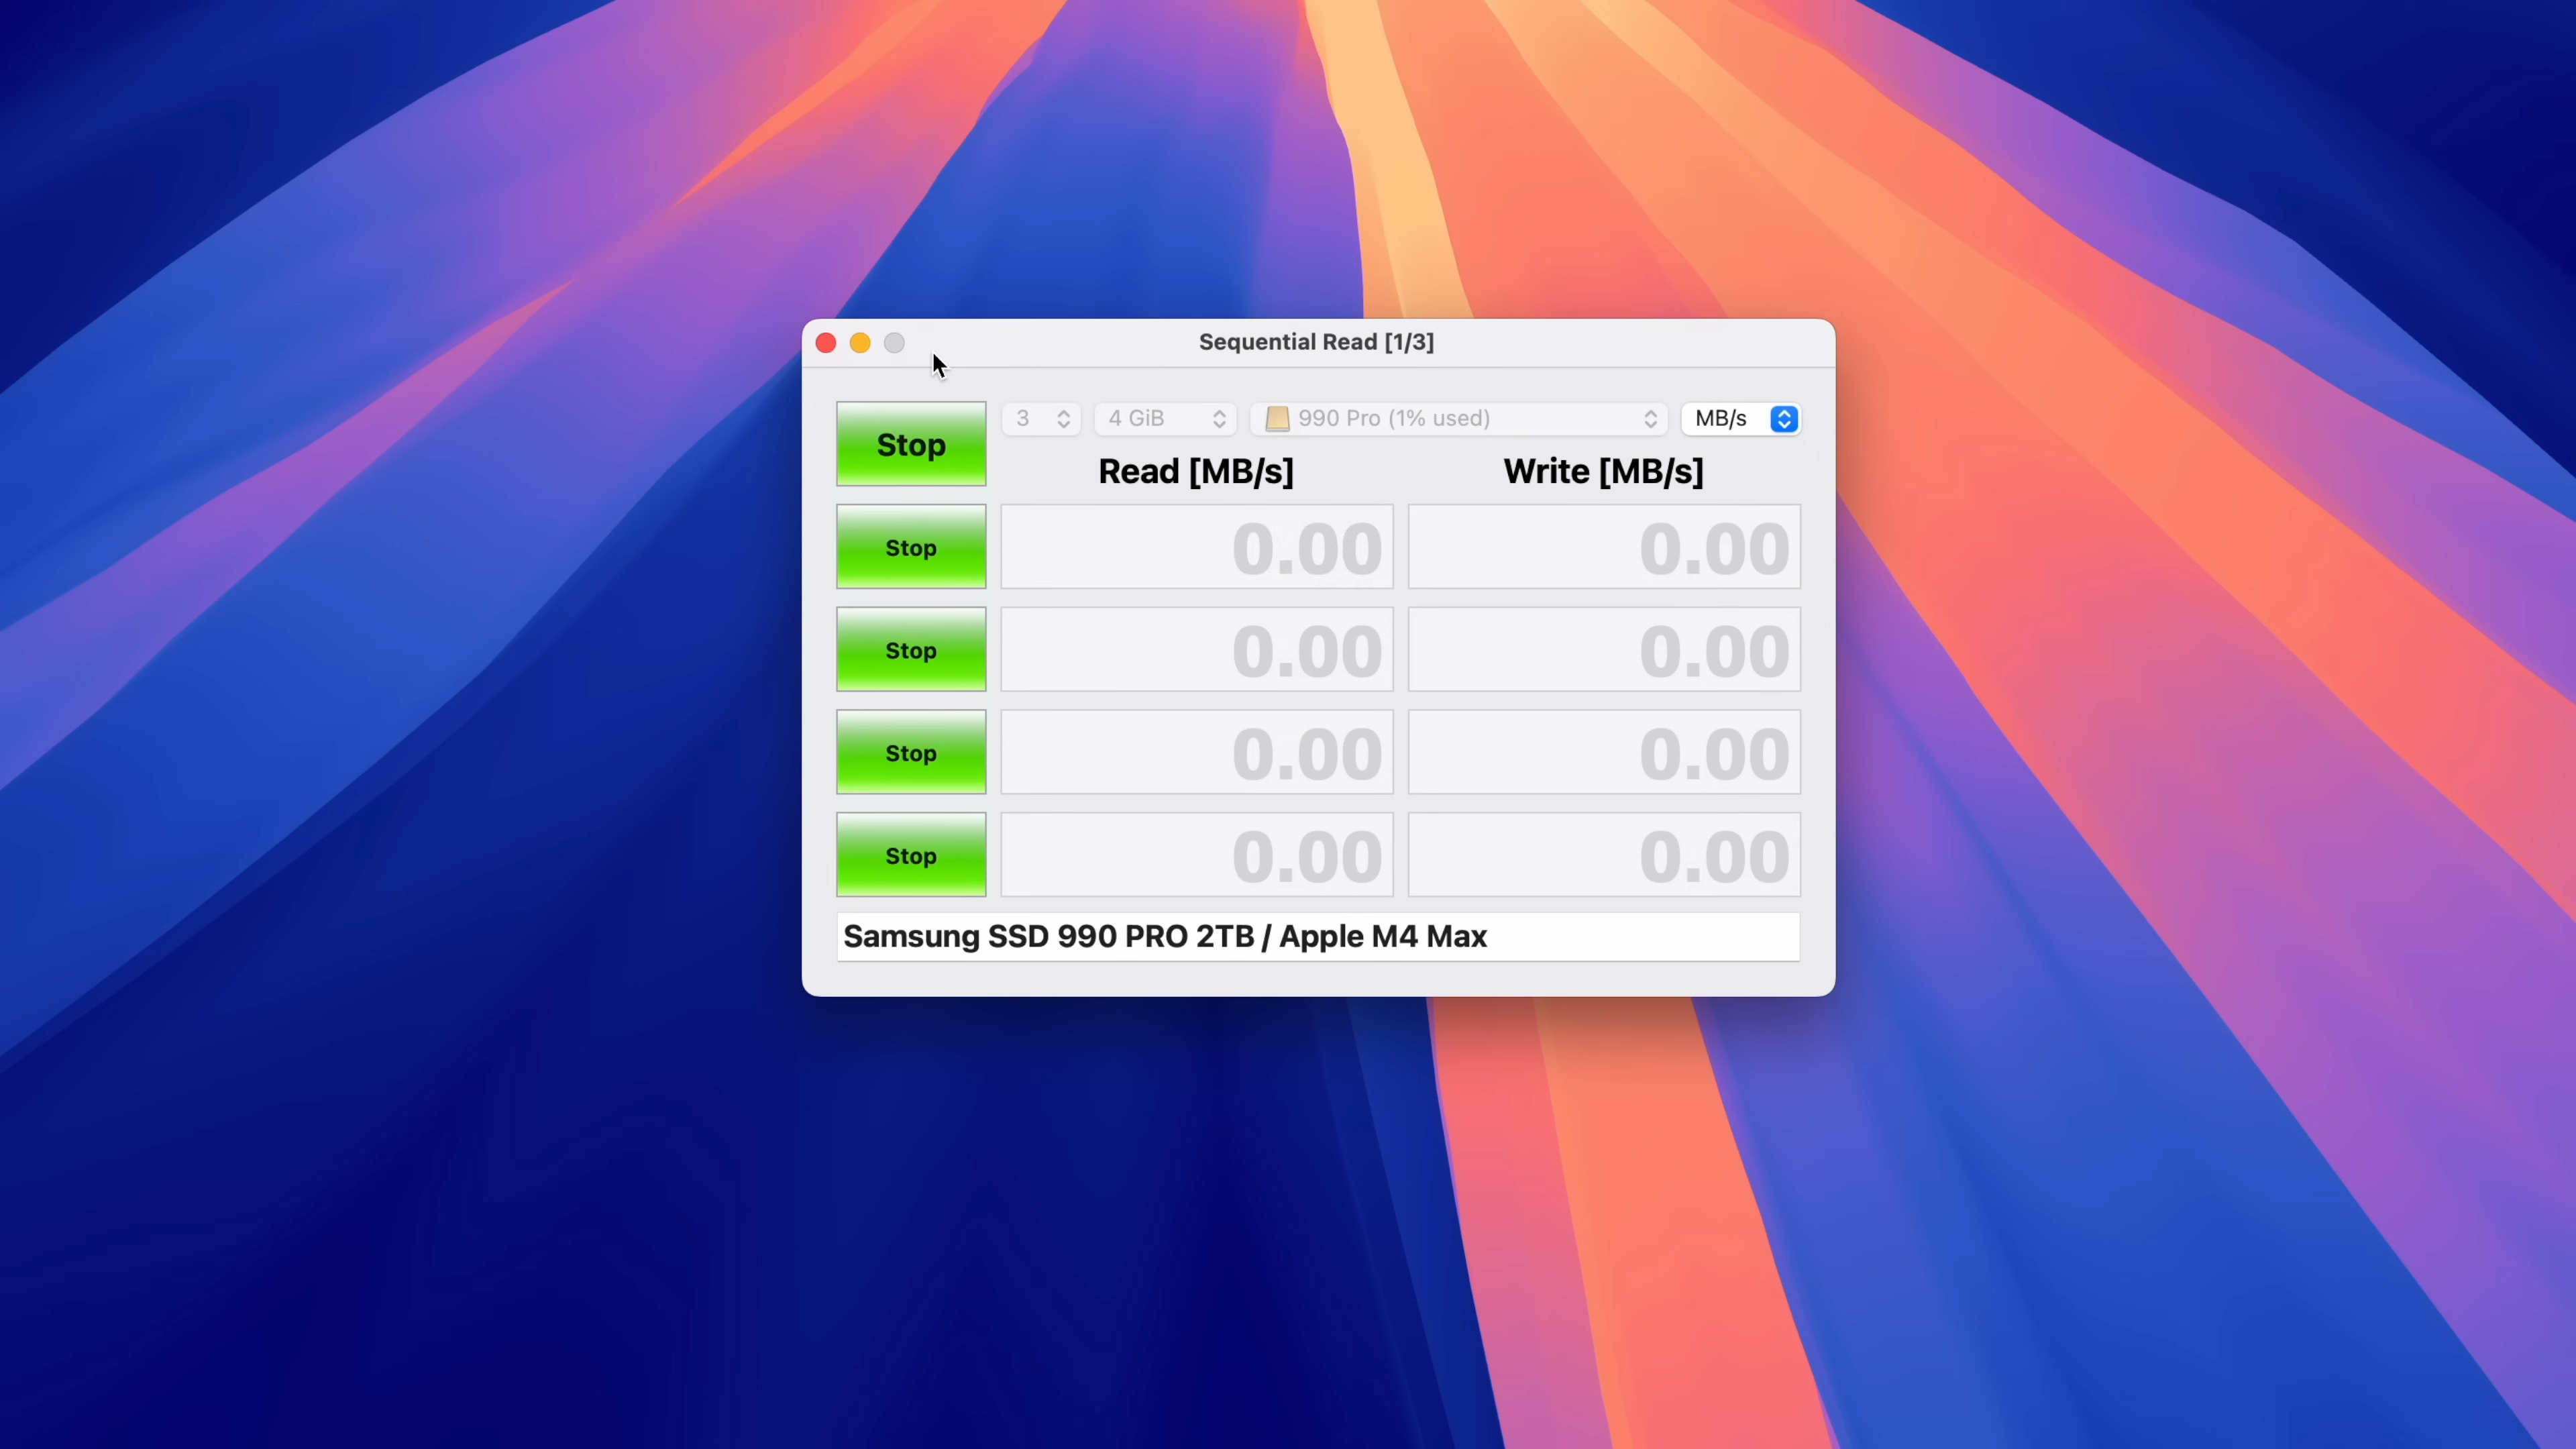 Sequential Read [1/3]
Stop
3
4 GiB
990 Pro (1% used)
MB/s
Read [MB/s]
Write [MB/s]
Stop
0.00
0.00
Stop
0.00
0.00
Stop
0.00
0.00
Stop
0.00
0.00
Samsung SSD 990 PRO 2TB / Apple M4 Max